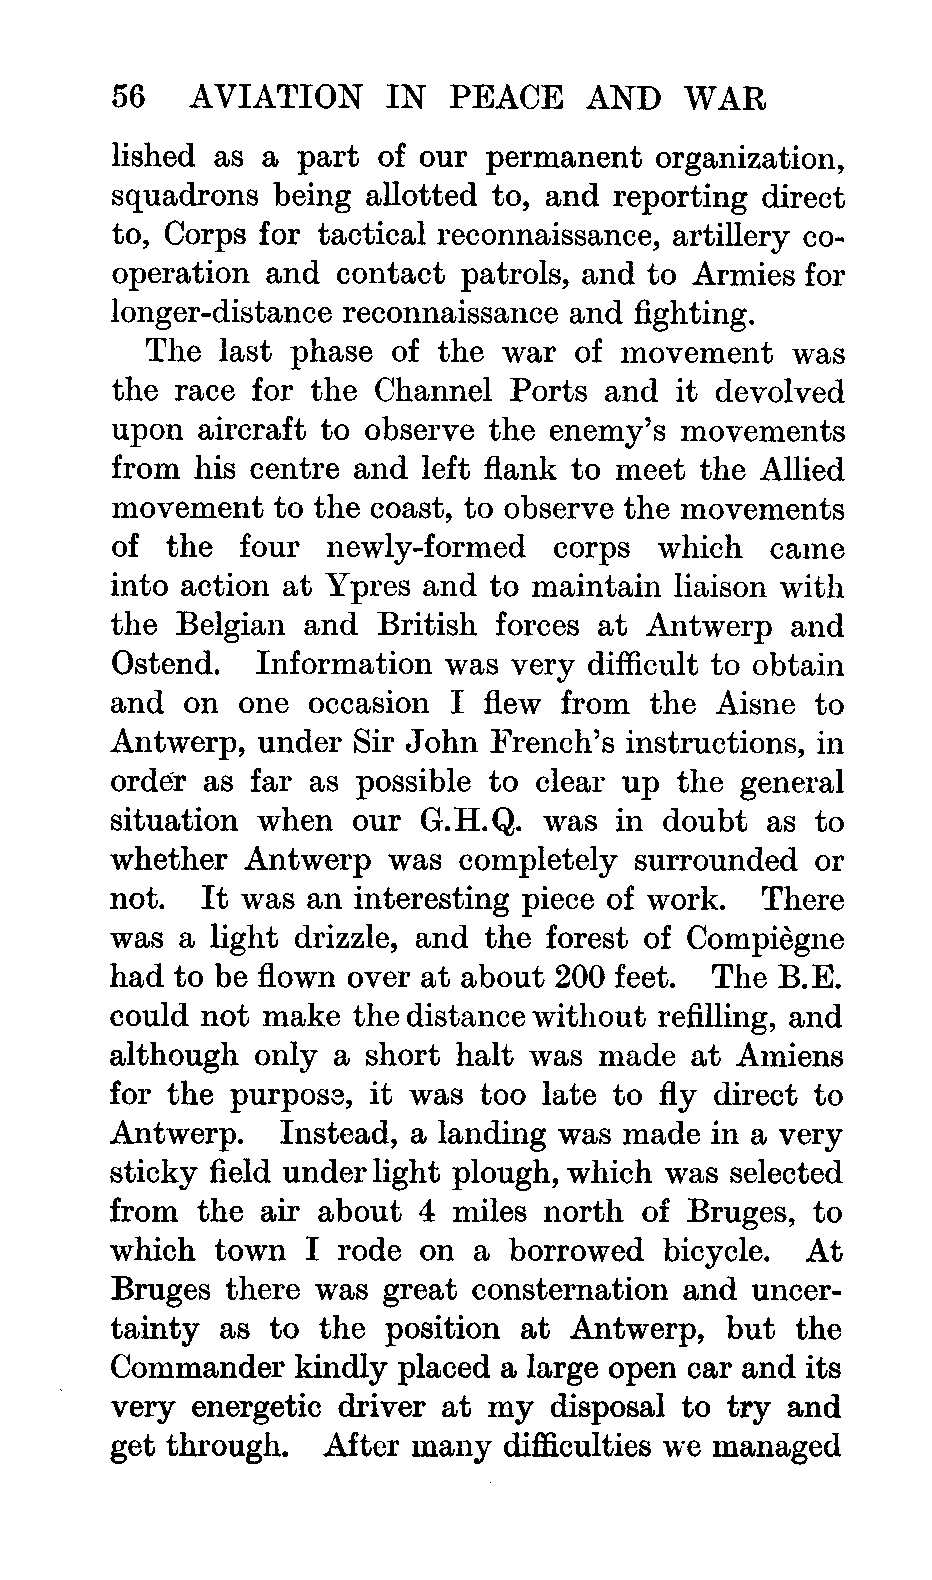 56 AVIATION IN PEACE AND WAR
lished as a part of our permanent organization,
squadrons being allotted to, and reporting direct
to, Corps for tactical reconnaissance, artillery co-
operation and contact patrols, and to Armies for
longer-distance reconnaissance and fighting.
The last phase of the war of movement was
the race for the Channel Ports and it devolved
upon aircraft to observe the enemy's movements
from his centre and left flank to meet the Allied
movement to the coast, to observe the movements
of the four newly-formed corps which came
into action at Ypres and to maintain liaison with
the Belgian and British forces at Antwerp and
Ostend. Information was very difficult to obtain
and on one occasion I flew from the Aisne to
Antwerp, under Sir John French's instructions, in
order as far as possible to clear up the general
situation when our G.H.Q. was in doubt as to
whether Antwerp was completely surrounded or
not. It was an interesting piece of work. There
was a light drizzle, and the forest of Compiègne
had to be flown over at about 200 feet. The B.E.
could not make the distance without refilling, and
although only a short halt was made at Amiens
for the purpose, it was too late to fly direct to
Antwerp. Instead, a landing was made in a very
sticky field under light plough, which was selected
from the air about 4 miles north of Bruges, to
which town I rode on a borrowed bicycle. At
Bruges there was great consternation and uncer-
tainty as to the position at Antwerp, but the
Commander kindly placed a large open car and its
very energetic driver at my disposal to try and
get through. After many difficulties we managed